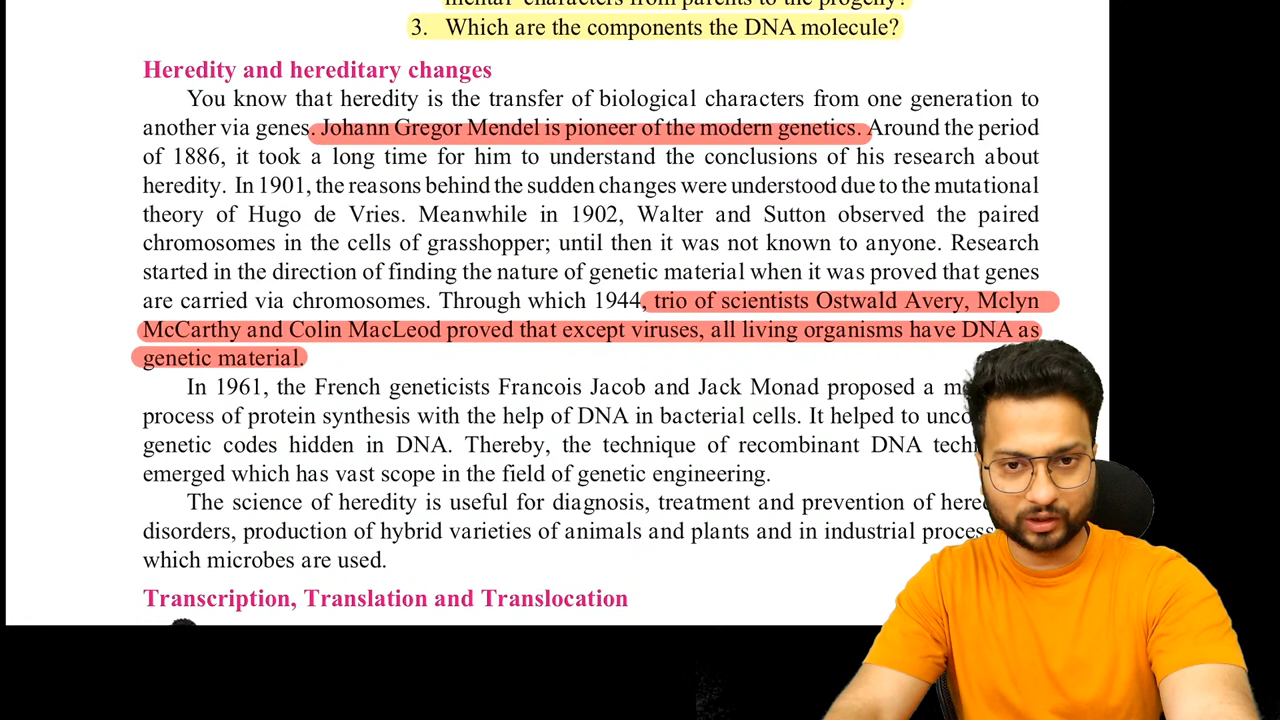 mental characters from parents to the progeny?
3. Which are the components the DNA molecule?
Heredity and hereditary changes
You know that heredity is the transfer of biological characters from one generation to
another via genes. Johann Gregor Mendel is pioneer of the modern genetics. Around the period
of 1886, it took a long time for him to understand the conclusions of his research about
heredity. In 1901, the reasons behind the sudden changes were understood due to the mutational
theory of Hugo de Vries. Meanwhile in 1902, Walter and Sutton observed the paired
chromosomes in the cells of grasshopper; until then it was not known to anyone. Research
started in the direction of finding the nature of genetic material when it was proved that genes
are carried via chromosomes. Through which 1944, trio of scientists Ostwald Avery, Mclyn
McCarthy and Colin MacLeod proved that except viruses, all living organisms have DNA as
genetic material.
In 1961, the French geneticists Francois Jacob and Jack Monad proposed a
process of protein synthesis with the help of DNA in bacterial cells. It helped to
genetic codes hidden in DNA. Thereby, the technique of recombinant DNA
emerged which has vast scope in the field of genetic engineering.
The science of heredity is useful for diagnosis, treatment and prevention of
disorders, production of hybrid varieties of animals and plants and in industrial
which microbes are used.
Transcription, Translation and Translocation